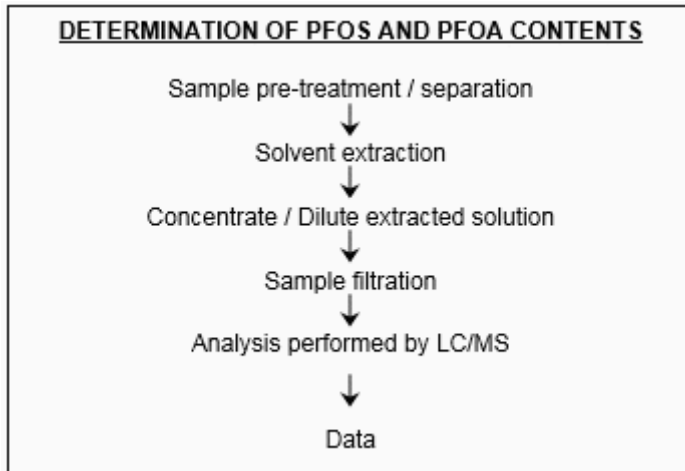 DETERMINATION OF PFOS AND PFOA CONTENTS
Sample pre-treatment / separation
Solvent extraction
Concentrate / Dilute extracted solution
Sample filtration
Analysis performed by LC/MS
Data